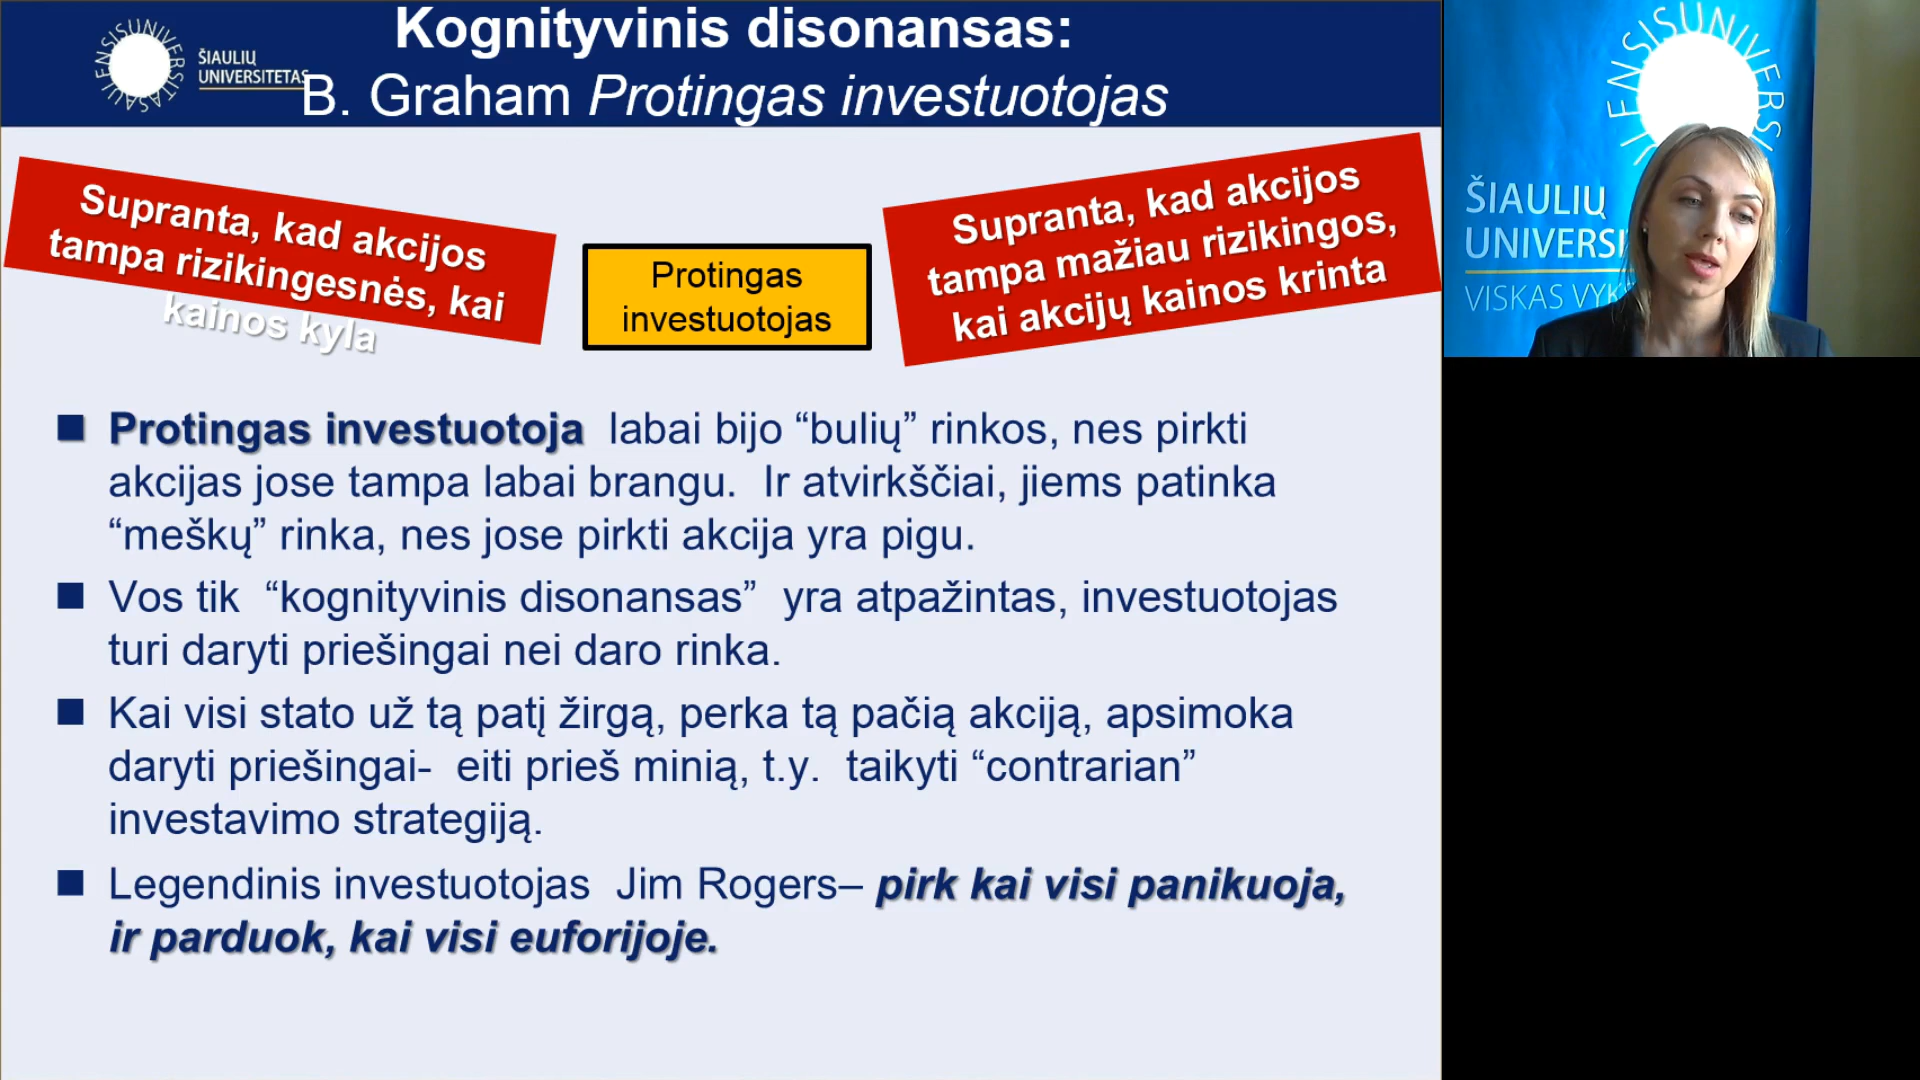 Kognityvinis disonansas:
B. Graham Protingas investuotojas
ŠIAULIŲ
UNIVERSITETAS
Supranta, kad akcijos
tampa rizikingesnės, kai
kainos kyla
Protingas
investuotojas
Supranta, kad akcijos
tampa mažiau rizikingos,
kai akcijų kainos krinta
Protingas investuotoja labai bijo “bulių” rinkos, nes pirkti
akcijas jose tampa labai brangu. Ir atvirkščiai, jiems patinka
“meškų” rinka, nes jose pirkti akcija yra pigu.
Vos tik “kognityvinis disonansas” yra atpažintas, investuotojas
turi daryti priešingai nei daro rinka.
Kai visi stato už tą patį žirgą, perka tą pačią akciją, apsimoka
daryti priešingai- eiti prieš minią, t.y. taikyti “contrarian”
investavimo strategiją.
Legendinis investuotojas Jim Rogers– pirk kai visi panikuoja,
ir parduok, kai visi euforijoje.
ŠIAULIŲ
UNIVERSI
VISKAS VYK